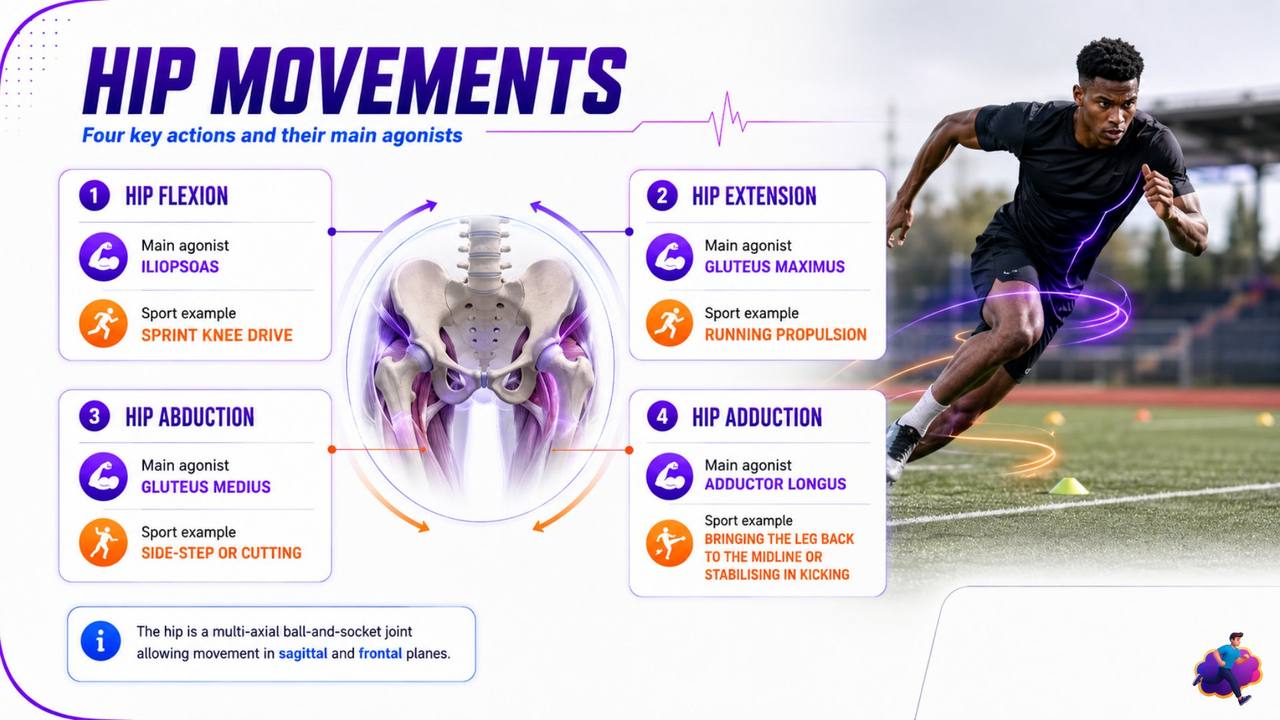 HIP MOVEMENTS
Four key actions and their main agonists
1 HIP FLEXION
Main agonist
ILIOPSOAS
Sport example
SPRINT KNEE DRIVE
2 HIP EXTENSION
Main agonist
GLUTEUS MAXIMUS
Sport example
RUNNING PROPULSION
3 HIP ABDUCTION
Main agonist
GLUTEUS MEDIUS
Sport example
SIDE-STEP OR CUTTING
4 HIP ADDUCTION
Main agonist
ADDUCTOR LONGUS
Sport example
BRINGING THE LEG BACK
TO THE MIDLINE OR
STABILISING IN KICKING
i
The hip is a multi-axial ball-and-socket joint
allowing movement in sagittal and frontal planes.